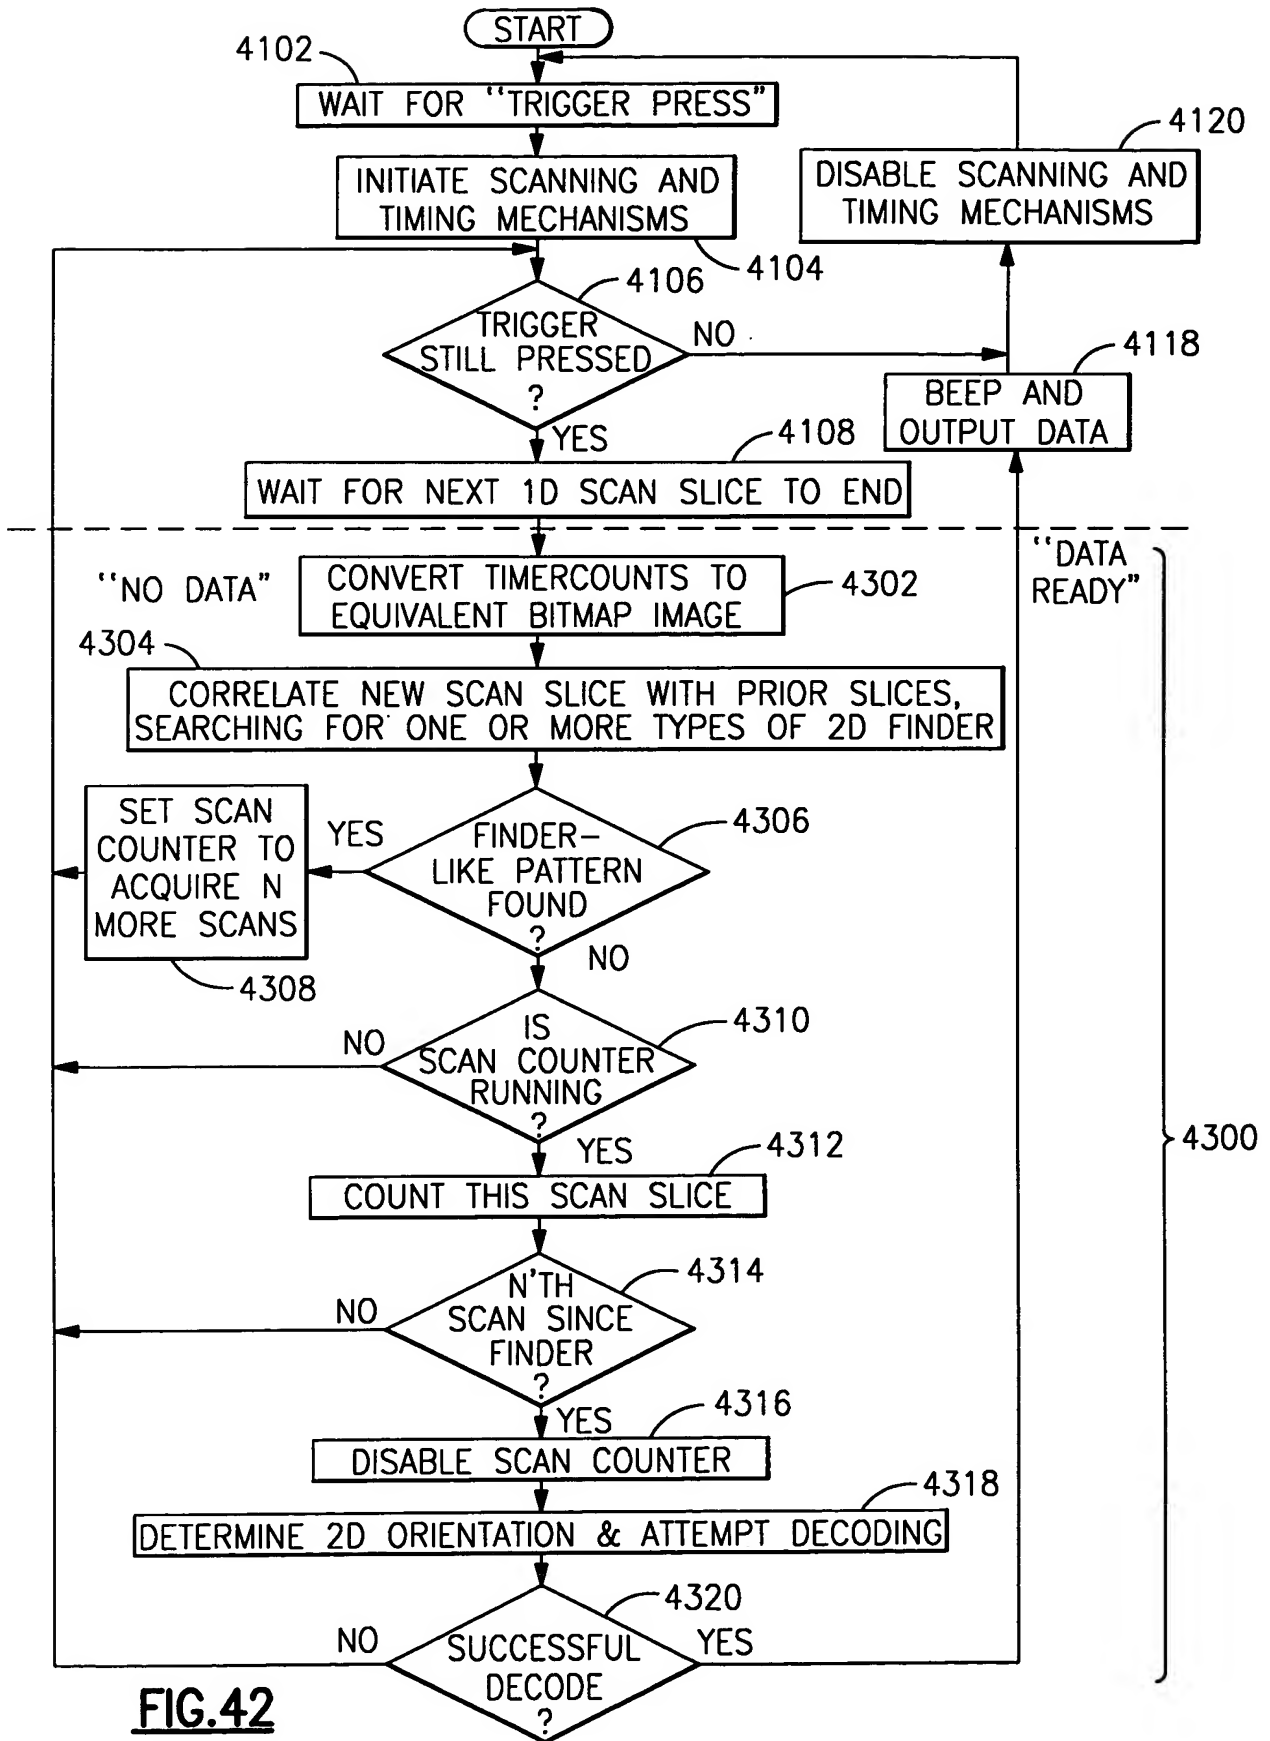 START
4102
WAIT FOR "TRIGGER PRESS"
4120
INITIATE SCANNING AND
TIMING MECHANISMS
DISABLE SCANNING AND
TIMING MECHANISMS
4104
4106
TRIGGER
STILL PRESSED
?
NO
4118
BEEP AND
OUTPUT DATA
YES
4108
WAIT FOR NEXT 1D SCAN SLICE TO END
"NO DATA"
"DATA
READY"
CONVERT TIMERCOUNTS TO
EQUIVALENT BITMAP IMAGE
4302
4304
CORRELATE NEW SCAN SLICE WITH PRIOR SLICES,
SEARCHING FOR ONE OR MORE TYPES OF 2D FINDER
SET SCAN
COUNTER TO
ACQUIRE N
MORE SCANS
YES
FINDER-
LIKE PATTERN
FOUND
?
4306
4308
NO
IS
SCAN COUNTER
RUNNING
?
4310
NO
YES
4312
4300
COUNT THIS SCAN SLICE
N'TH
SCAN SINCE
FINDER
?
4314
NO
YES
4316
DISABLE SCAN COUNTER
4318
DETERMINE 2D ORIENTATION & ATTEMPT DECODING
4320
NO
SUCCESSFUL
DECODE
?
YES
FIG.42